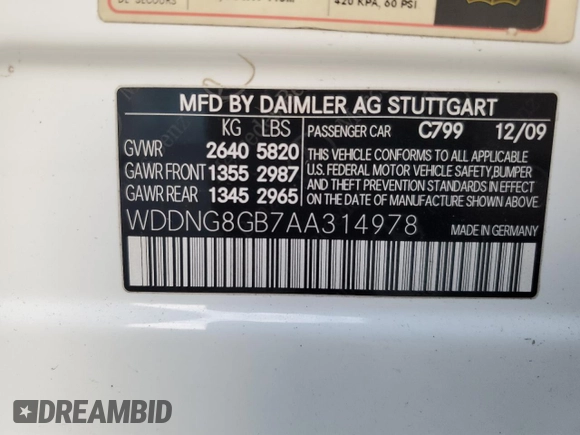 DE SECOURS
420 KPA, 60 PSI
MFD BY DAIMLER AG STUTTGART
KG LBS PASSENGER CAR C799 12/09
GVWR 2640 5820
GAWR FRONT 1355 2987
GAWR REAR 1345 2965
THIS VEHICLE CONFORMS TO ALL APPLICABLE
U.S. FEDERAL MOTOR VEHICLE SAFETY,BUMPER
AND THEFT PREVENTION STANDARDS IN EFFECT
ON THE DATE OF MANUFACTURE SHOWN ABOVE.
WDDNG8GB7AA314978
MADE IN GERMANY
DREAMBID